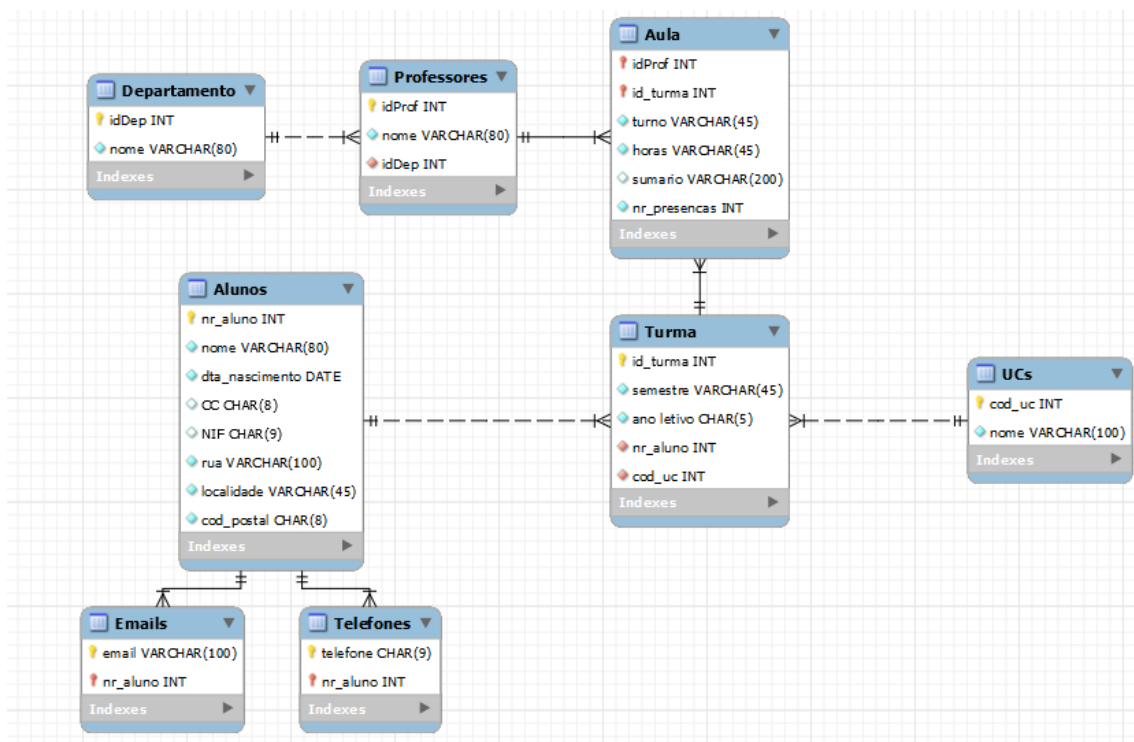 Departamento
idDep INT
nome VARCHAR(80)
Indexes
Professores
idProf INT
nome VARCHAR(80)
idDep INT
Indexes
Aula
idProf INT
id_turma INT
turno VARCHAR(45)
horas VARCHAR(45)
sumario VARCHAR(200)
nr_presencas INT
Indexes
Alunos
nr_aluno INT
nome VARCHAR(80)
dta_nascimento DATE
CC CHAR(8)
NIF CHAR(9)
rua VARCHAR(100)
localidade VARCHAR(45)
cod_postal CHAR(8)
Indexes
Turma
id_turma INT
semestre VARCHAR(45)
ano letivo CHAR(5)
nr_aluno INT
cod_uc INT
Indexes
UCs
cod_uc INT
nome VARCHAR(100)
Indexes
Emails
email VARCHAR(100)
nr_aluno INT
Indexes
Telefones
telefone CHAR(9)
nr_aluno INT
Indexes